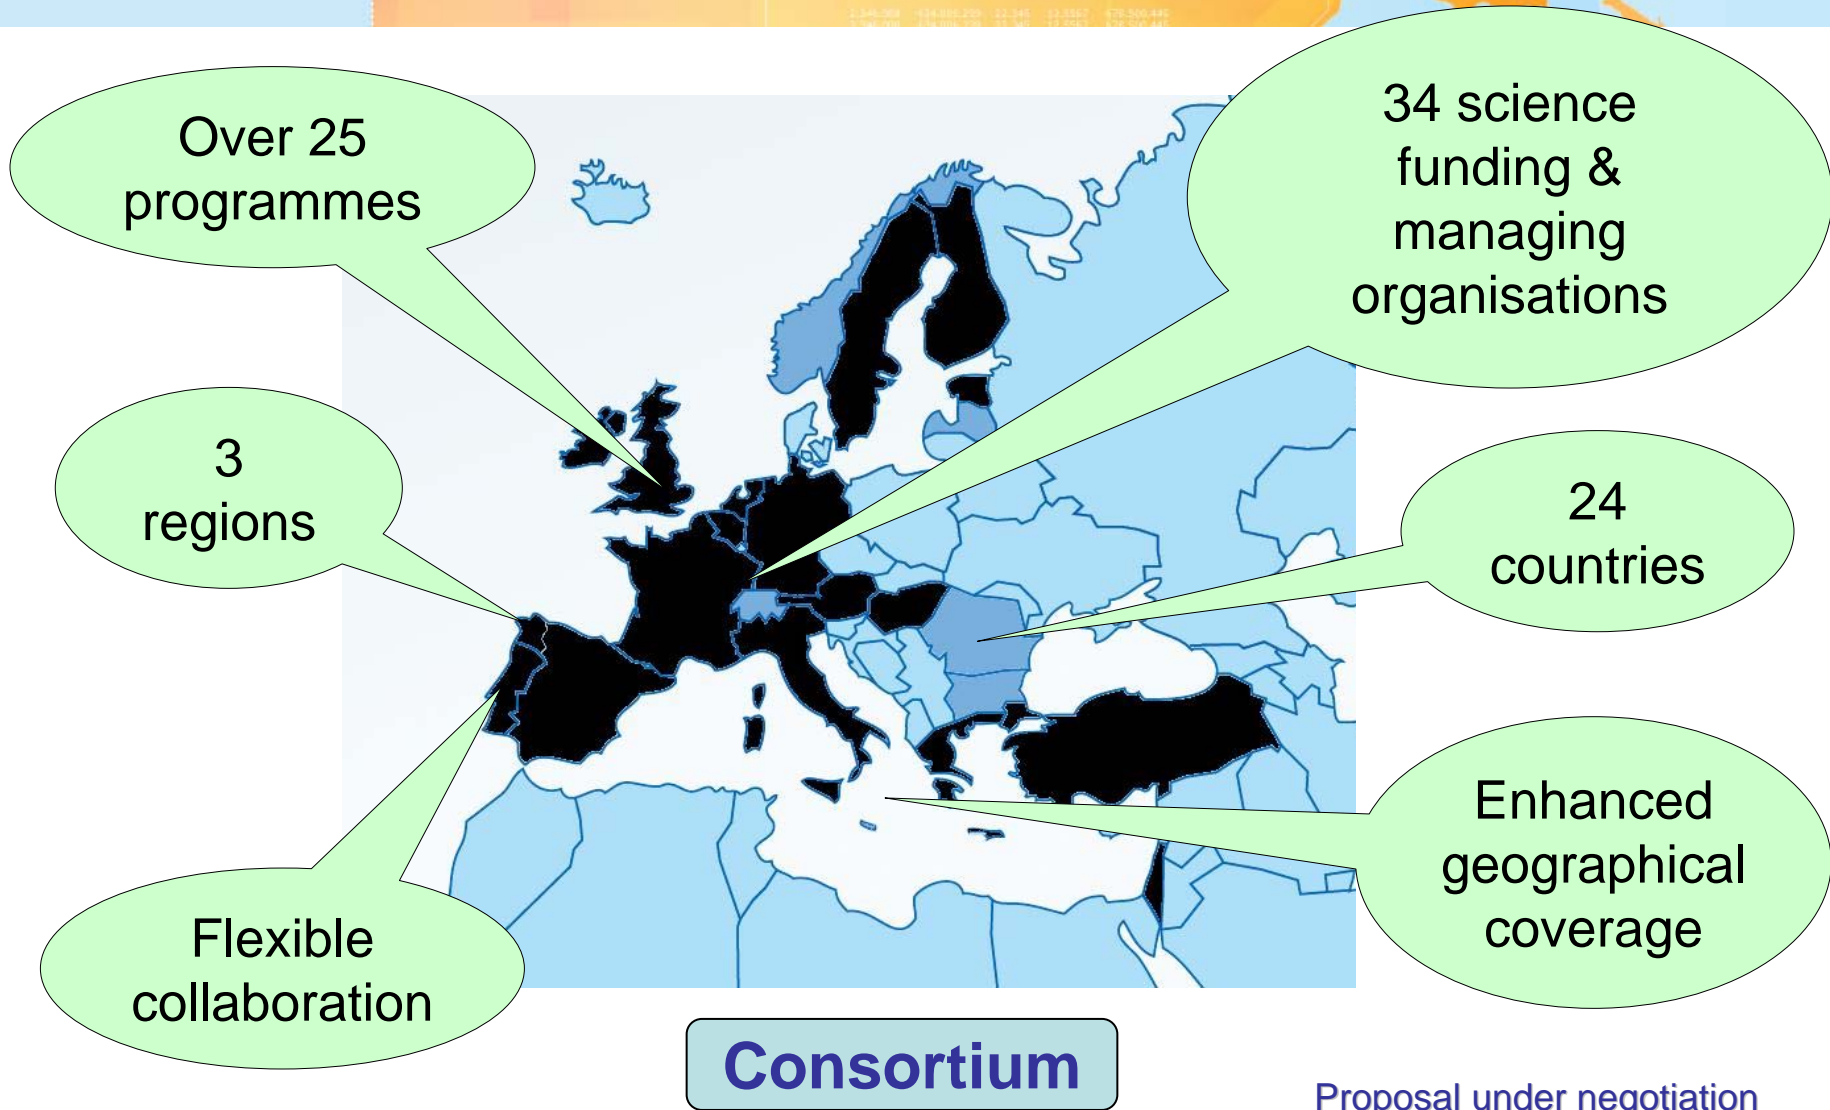 Over 25
programmes
34 science
funding &
managing
organisations
3
regions
24
countries
Enhanced
geographical
coverage
Flexible
collaboration
Consortium
Proposal under negotiation